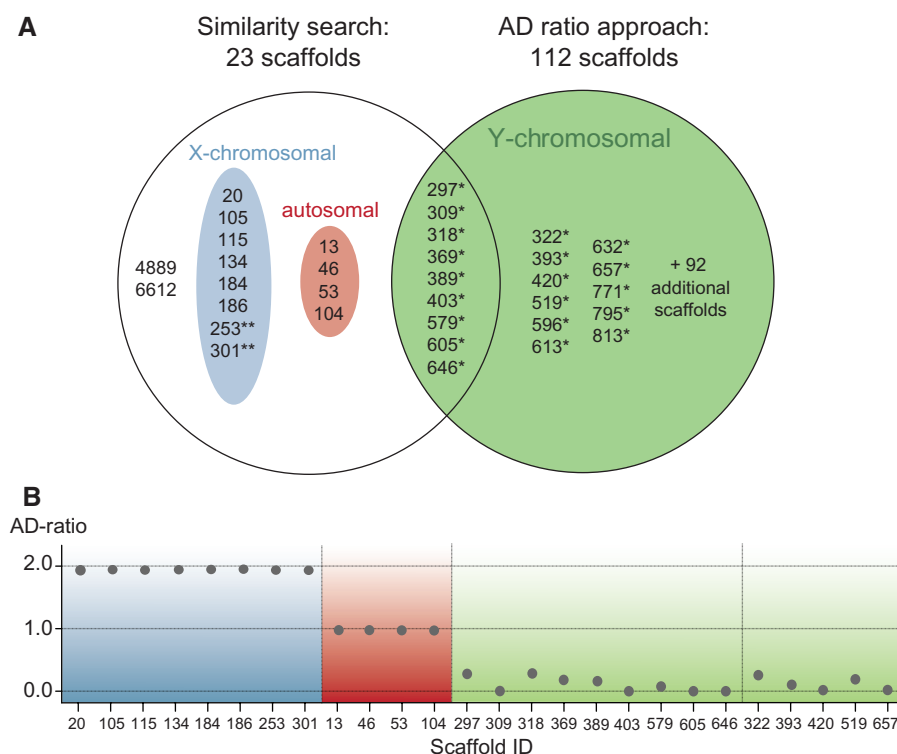 A
Similarity search:
23 scaffolds
AD ratio approach:
112 scaffolds
Y-chromosomal
X-chromosomal
autosomal
4889
6612
20
105
115
134
184
186
253**
301**
13
46
53
104
297*
309*
318*
369*
389*
403*
579*
605*
646*
322*
393*
420*
519*
596*
613*
632*
657*
771*
795*
813*
+ 92
additional
scaffolds
B
AD-ratio
2.0
1.0
0.0
20 105 115 134 184 186 253 301 13 46 53 104 297 309 318 369 389 403 579 605 646 322 393 420 519 657
Scaffold ID